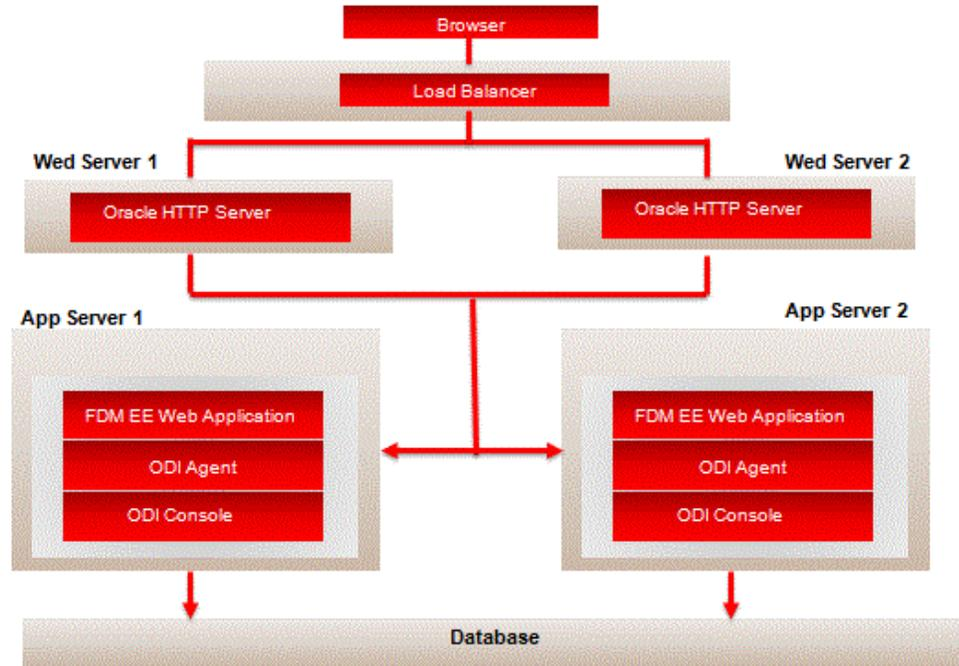 Browser
Load Balancer
Wed Server 1
Wed Server 2
Oracle HTTP Server
Oracle HTTP Server
App Server 1
App Server 2
FDM EE Web Application
FDM EE Web Application
ODI Agent
ODI Agent
ODI Console
ODI Console
Database